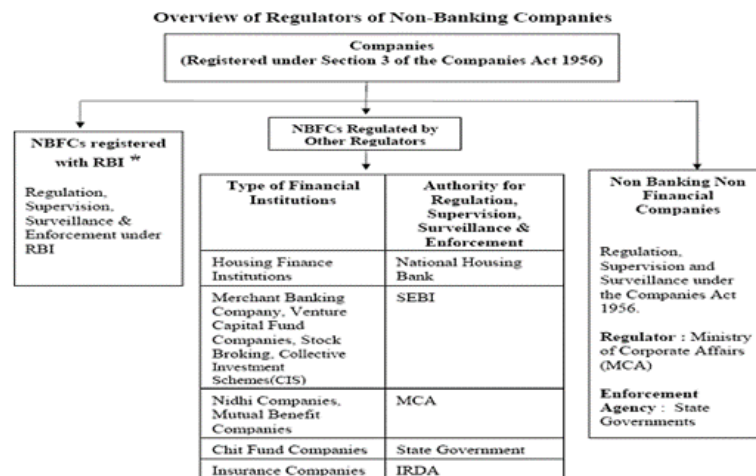 Overview of Regulators of Non-Banking Companies
Companies
(Registered under Section 3 of the Companies Act 1956)
NBFCs registered
with RBI *
Regulation,
Supervision,
Surveillance &
Enforcement under
RBI
NBFCs Regulated by
Other Regulators
Type of Financial
Institutions
Authority for
Regulation,
Supervision,
Surveillance &
Enforcement
Housing Finance
Institutions
National Housing
Bank
Merchant Banking
Company, Venture
Capital Fund
Companies, Stock
Broking, Collective
Investment
Schemes(CIS)
SEBI
Nidhi Companies,
Mutual Benefit
Companies
MCA
Chit Fund Companies
State Government
Insurance Companies
IRDA
Non Banking Non
Financial
Companies
Regulation,
Supervision and
Surveillance under
the Companies Act
1956.
Regulator : Ministry
of Corporate Affairs
(MCA)
Enforcement
Agency : State
Governments